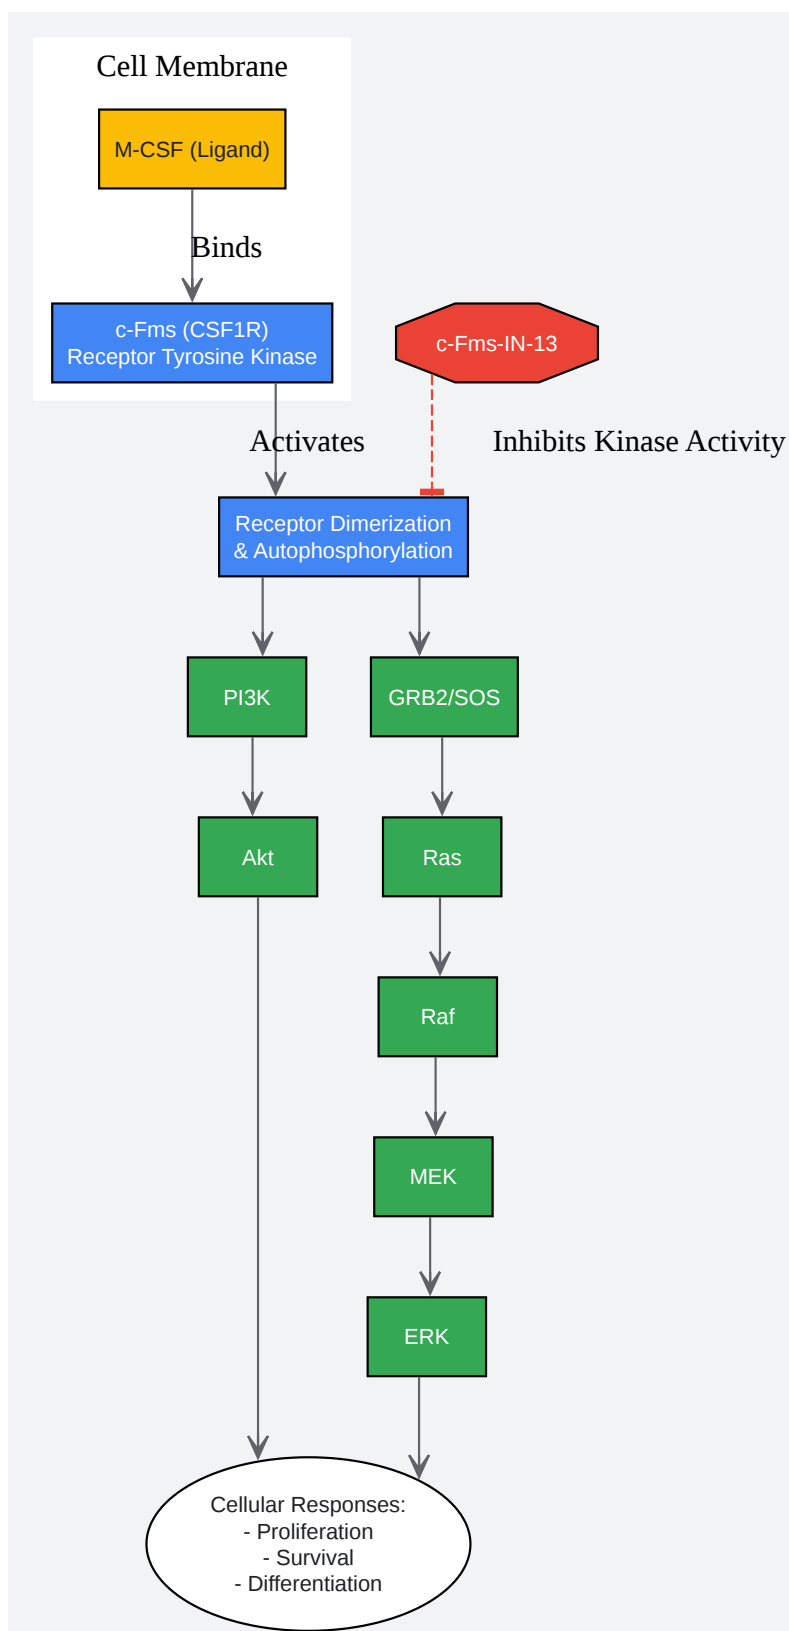 Cell Membrane
M-CSF (Ligand)
Binds
c-Fms (CSF1R)
Receptor Tyrosine Kinase
c-Fms-IN-13
Activates
Inhibits Kinase Activity
Receptor Dimerization
& Autophosphorylation
PI3K
GRB2/SOS
Akt
Ras
Raf
MEK
ERK
Cellular Responses:
- Proliferation
- Survival
- Differentiation